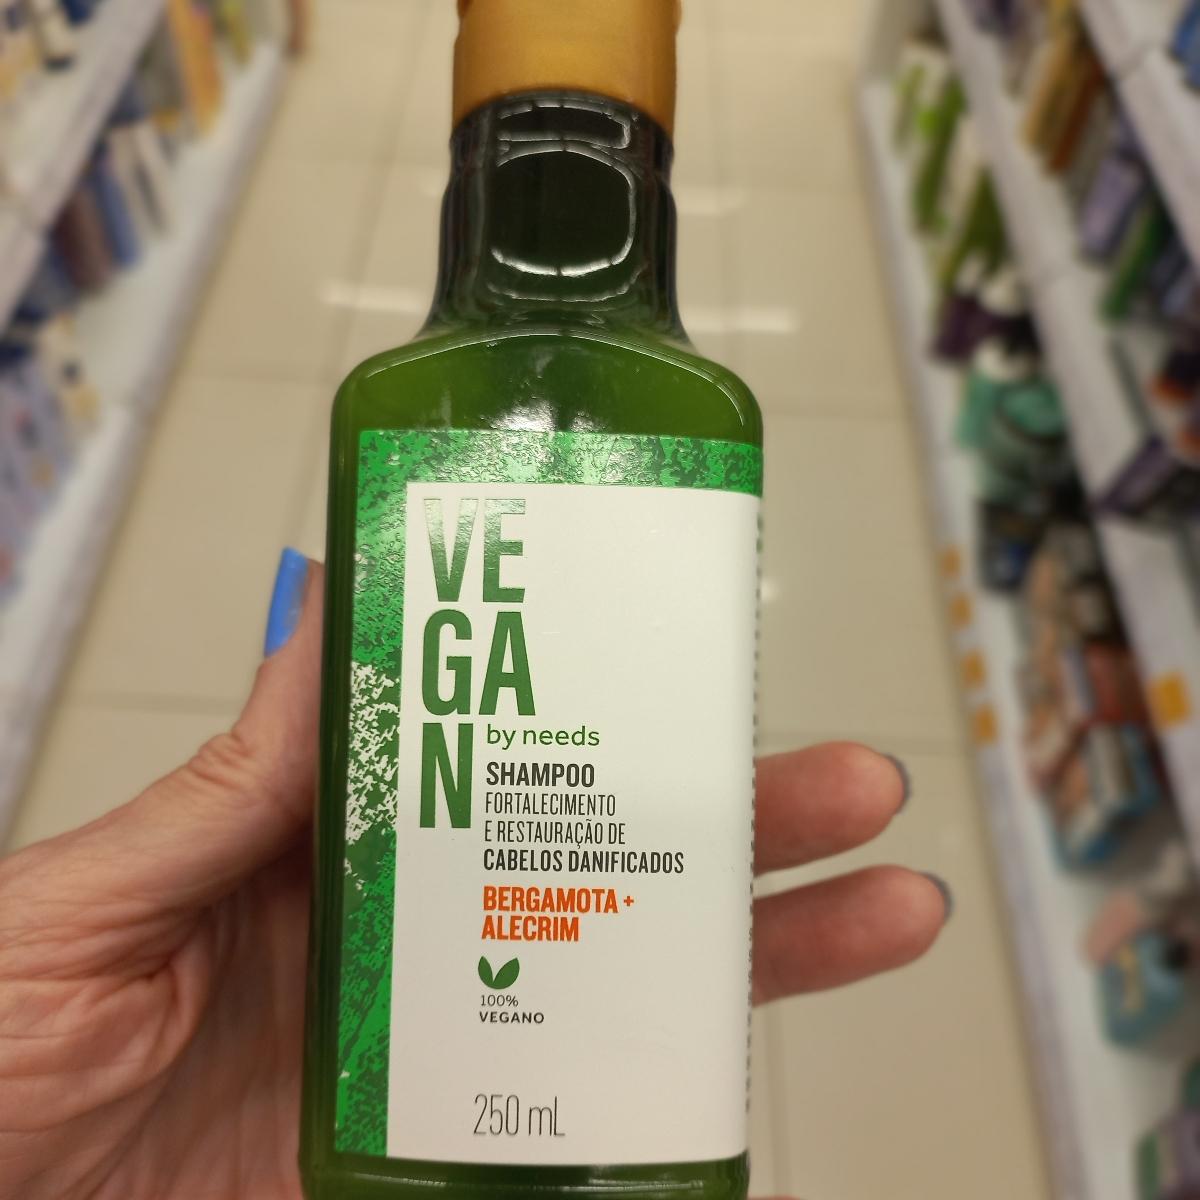 VE
GA
N
by needs
SHAMPOO
FORTALECIMENTO
E RESTAURAÇÃO DE
CABELOS DANIFICADOS
BERGAMOTA +
ALECRIM
100%
VEGANO
250 mL